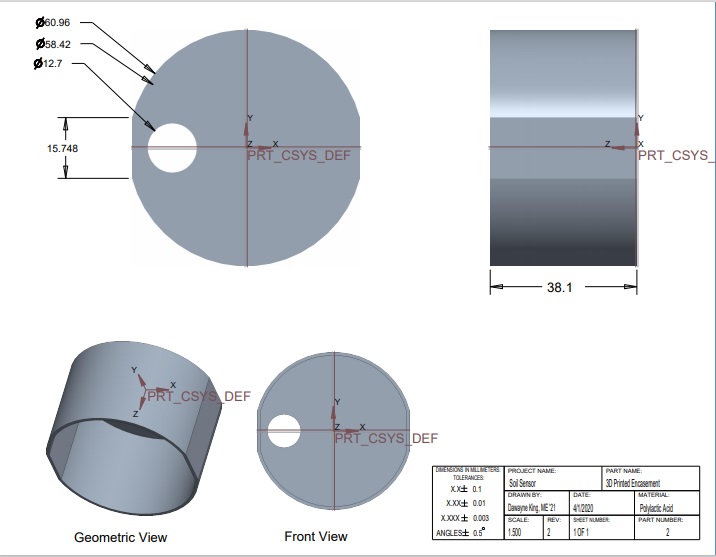 Ø60.96
Ø58.42
Ø12.7
15.748
Y
Z X
PRT_CSYS_DEF
Y
Z X
PRT_CSYS_
38.1
Y
X
PRT_CSYS_DEF
Z
Geometric View
Y
Z X
PRT_CSYS_DEF
Front View
DIMENSIONS IN MILLIMETERS
TOLERANCES:
X.X± 0.1
X.XX± 0.01
X.XXX± 0.003
ANGLES± 0.5°
PROJECT NAME:
Soil Sensor
PART NAME:
3D Printed Encasement
DRAWN BY:
Dawayne King, ME '21
DATE:
4/1/2020
MATERIAL:
Polylactic Acid
SCALE:
1.500
REV:
2
SHEET NUMBER:
1 OF 1
PART NUMBER:
2